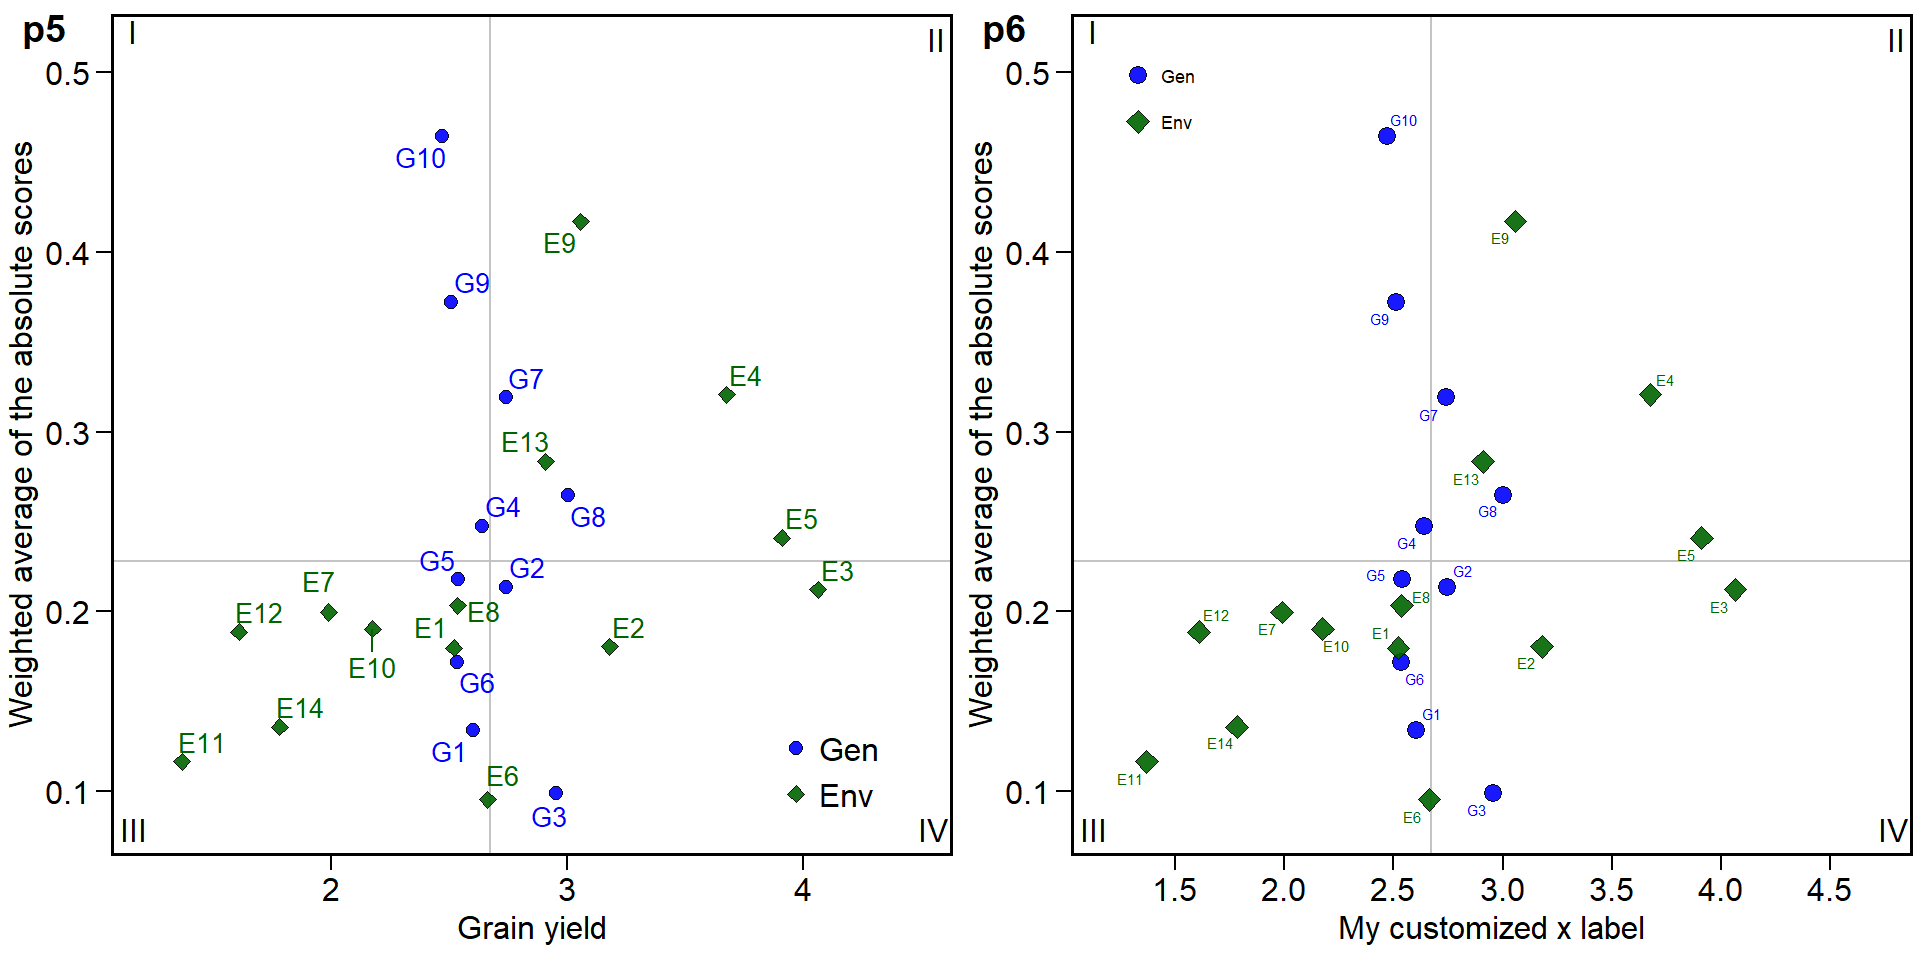 p5
I
II
0.5
0.4
0.3
0.2
0.1
Weighted average of the absolute scores
G10
E9
G9
G7
E4
E13
G4
G8
E5
G5
G2
E7
E3
E12
E8
E1
E2
E10
G6
E14
E11
G1
E6
G3
Gen
Env
III
IV
2
3
4
Grain yield
p6
I
II
0.5
0.4
0.3
0.2
0.1
Weighted average of the absolute scores
Gen
Env
G10
E9
G9
E4
G7
E13
G8
G4
E5
G5
G2
E8
E3
E12
E7
E1
E10
E2
G6
G1
E14
E11
G3
E6
III
IV
1.5
2.0
2.5
3.0
3.5
4.0
4.5
My customized x label